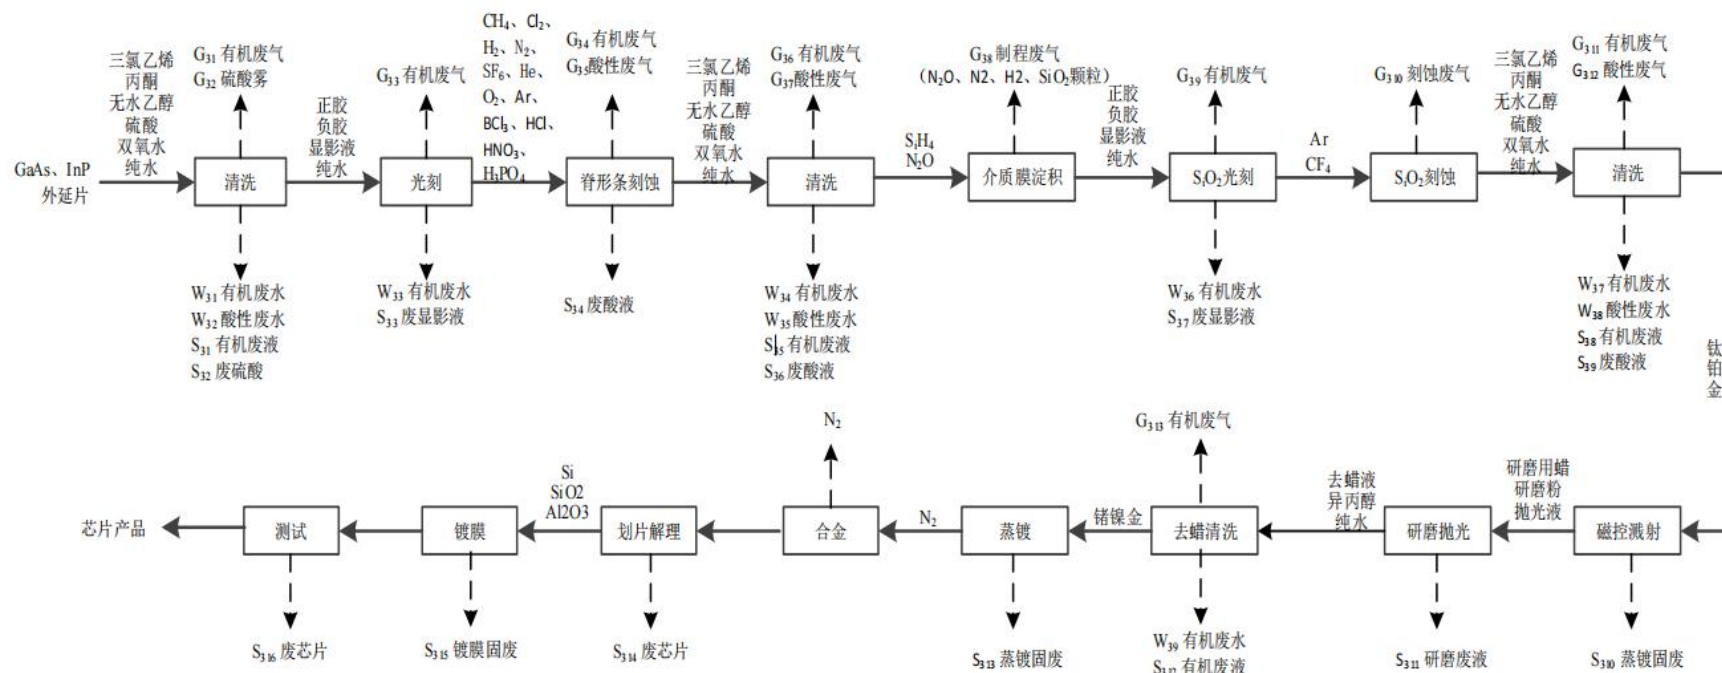 三氯乙烯
丙酮
无水乙醇
硫酸
双氧水
纯水
GaAs、InP
外延片
G31 有机废气
G32 硫酸雾
清洗
W31 有机废水
W32 酸性废水
S31 有机废液
S32 废硫酸
正胶
负胶
显影液
纯水
G33 有机废气
光刻
W33 有机废水
S33 废显影液
CH4、Cl2、
H2、N2、
SF6、He、
O2、Ar、
BCl3、HCl、
HNO3、
H3PO4
G34 有机废气
G35酸性废气
脊形条刻蚀
S34 废酸液
三氯乙烯
丙酮
无水乙醇
硫酸
双氧水
纯水
G36 有机废气
G37酸性废气
清洗
W34 有机废水
W35酸性废水
S35 有机废液
S36 废酸液
SiH4
N2O
G38 制程废气
（N2O、N2、H2、SiO2颗粒）
介质膜淀积
正胶
负胶
显影液
纯水
G39 有机废气
SiO2光刻
W36 有机废水
S37 废显影液
Ar
CF4
G310 刻蚀废气
SiO2刻蚀
三氯乙烯
丙酮
无水乙醇
硫酸
双氧水
纯水
G311 有机废气
G312 酸性废气
清洗
W37 有机废水
W38 酸性废水
S38 有机废液
S39 废酸液
钛
铂
金
磁控溅射
S310 蒸镀固废
研磨用蜡
研磨粉
抛光液
研磨抛光
S311 研磨废液
去蜡液
异丙醇
纯水
G313 有机废气
去蜡清洗
W39 有机废水
S312 有机废液
锗镍金
蒸镀
S313 蒸镀固废
N2
N2
合金
划片解理
S314 废芯片
Si
SiO2
Al2O3
镀膜
S315 镀膜固废
测试
S316 废芯片
芯片产品